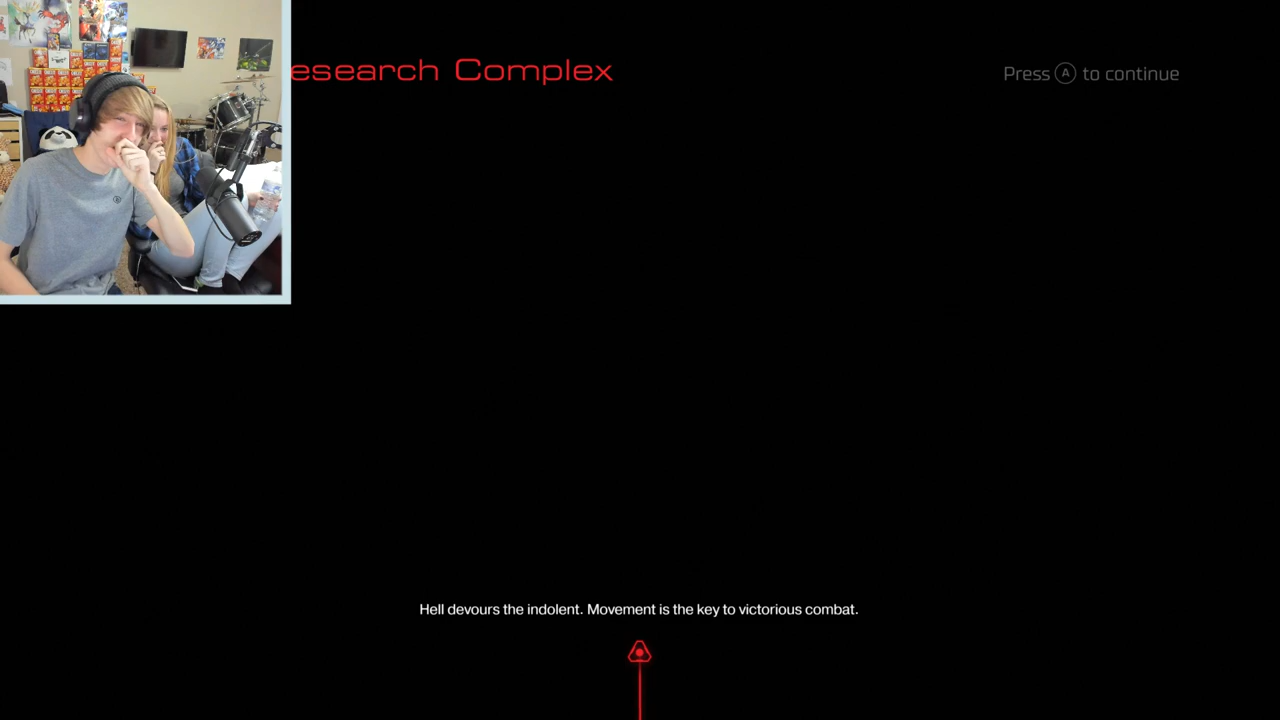 esearch Complex
Press A to continue
Hell devours the indolent. Movement is the key to victorious combat.